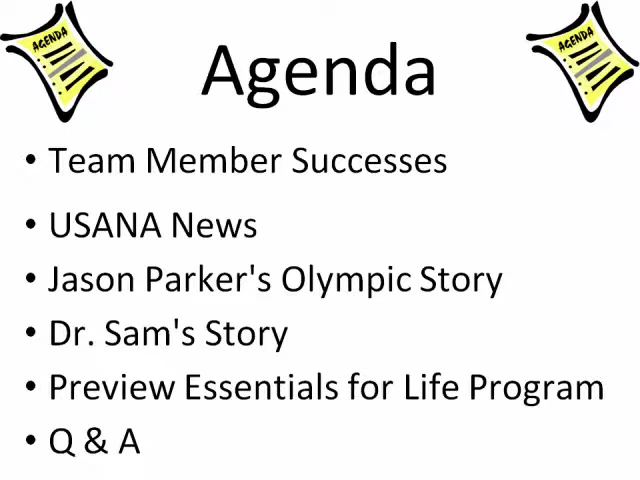 AGENDA
AGENDA
Agenda
• Team Member Successes
• USANA News
• Jason Parker's Olympic Story
• Dr. Sam's Story
• Preview Essentials for Life Program
• Q & A